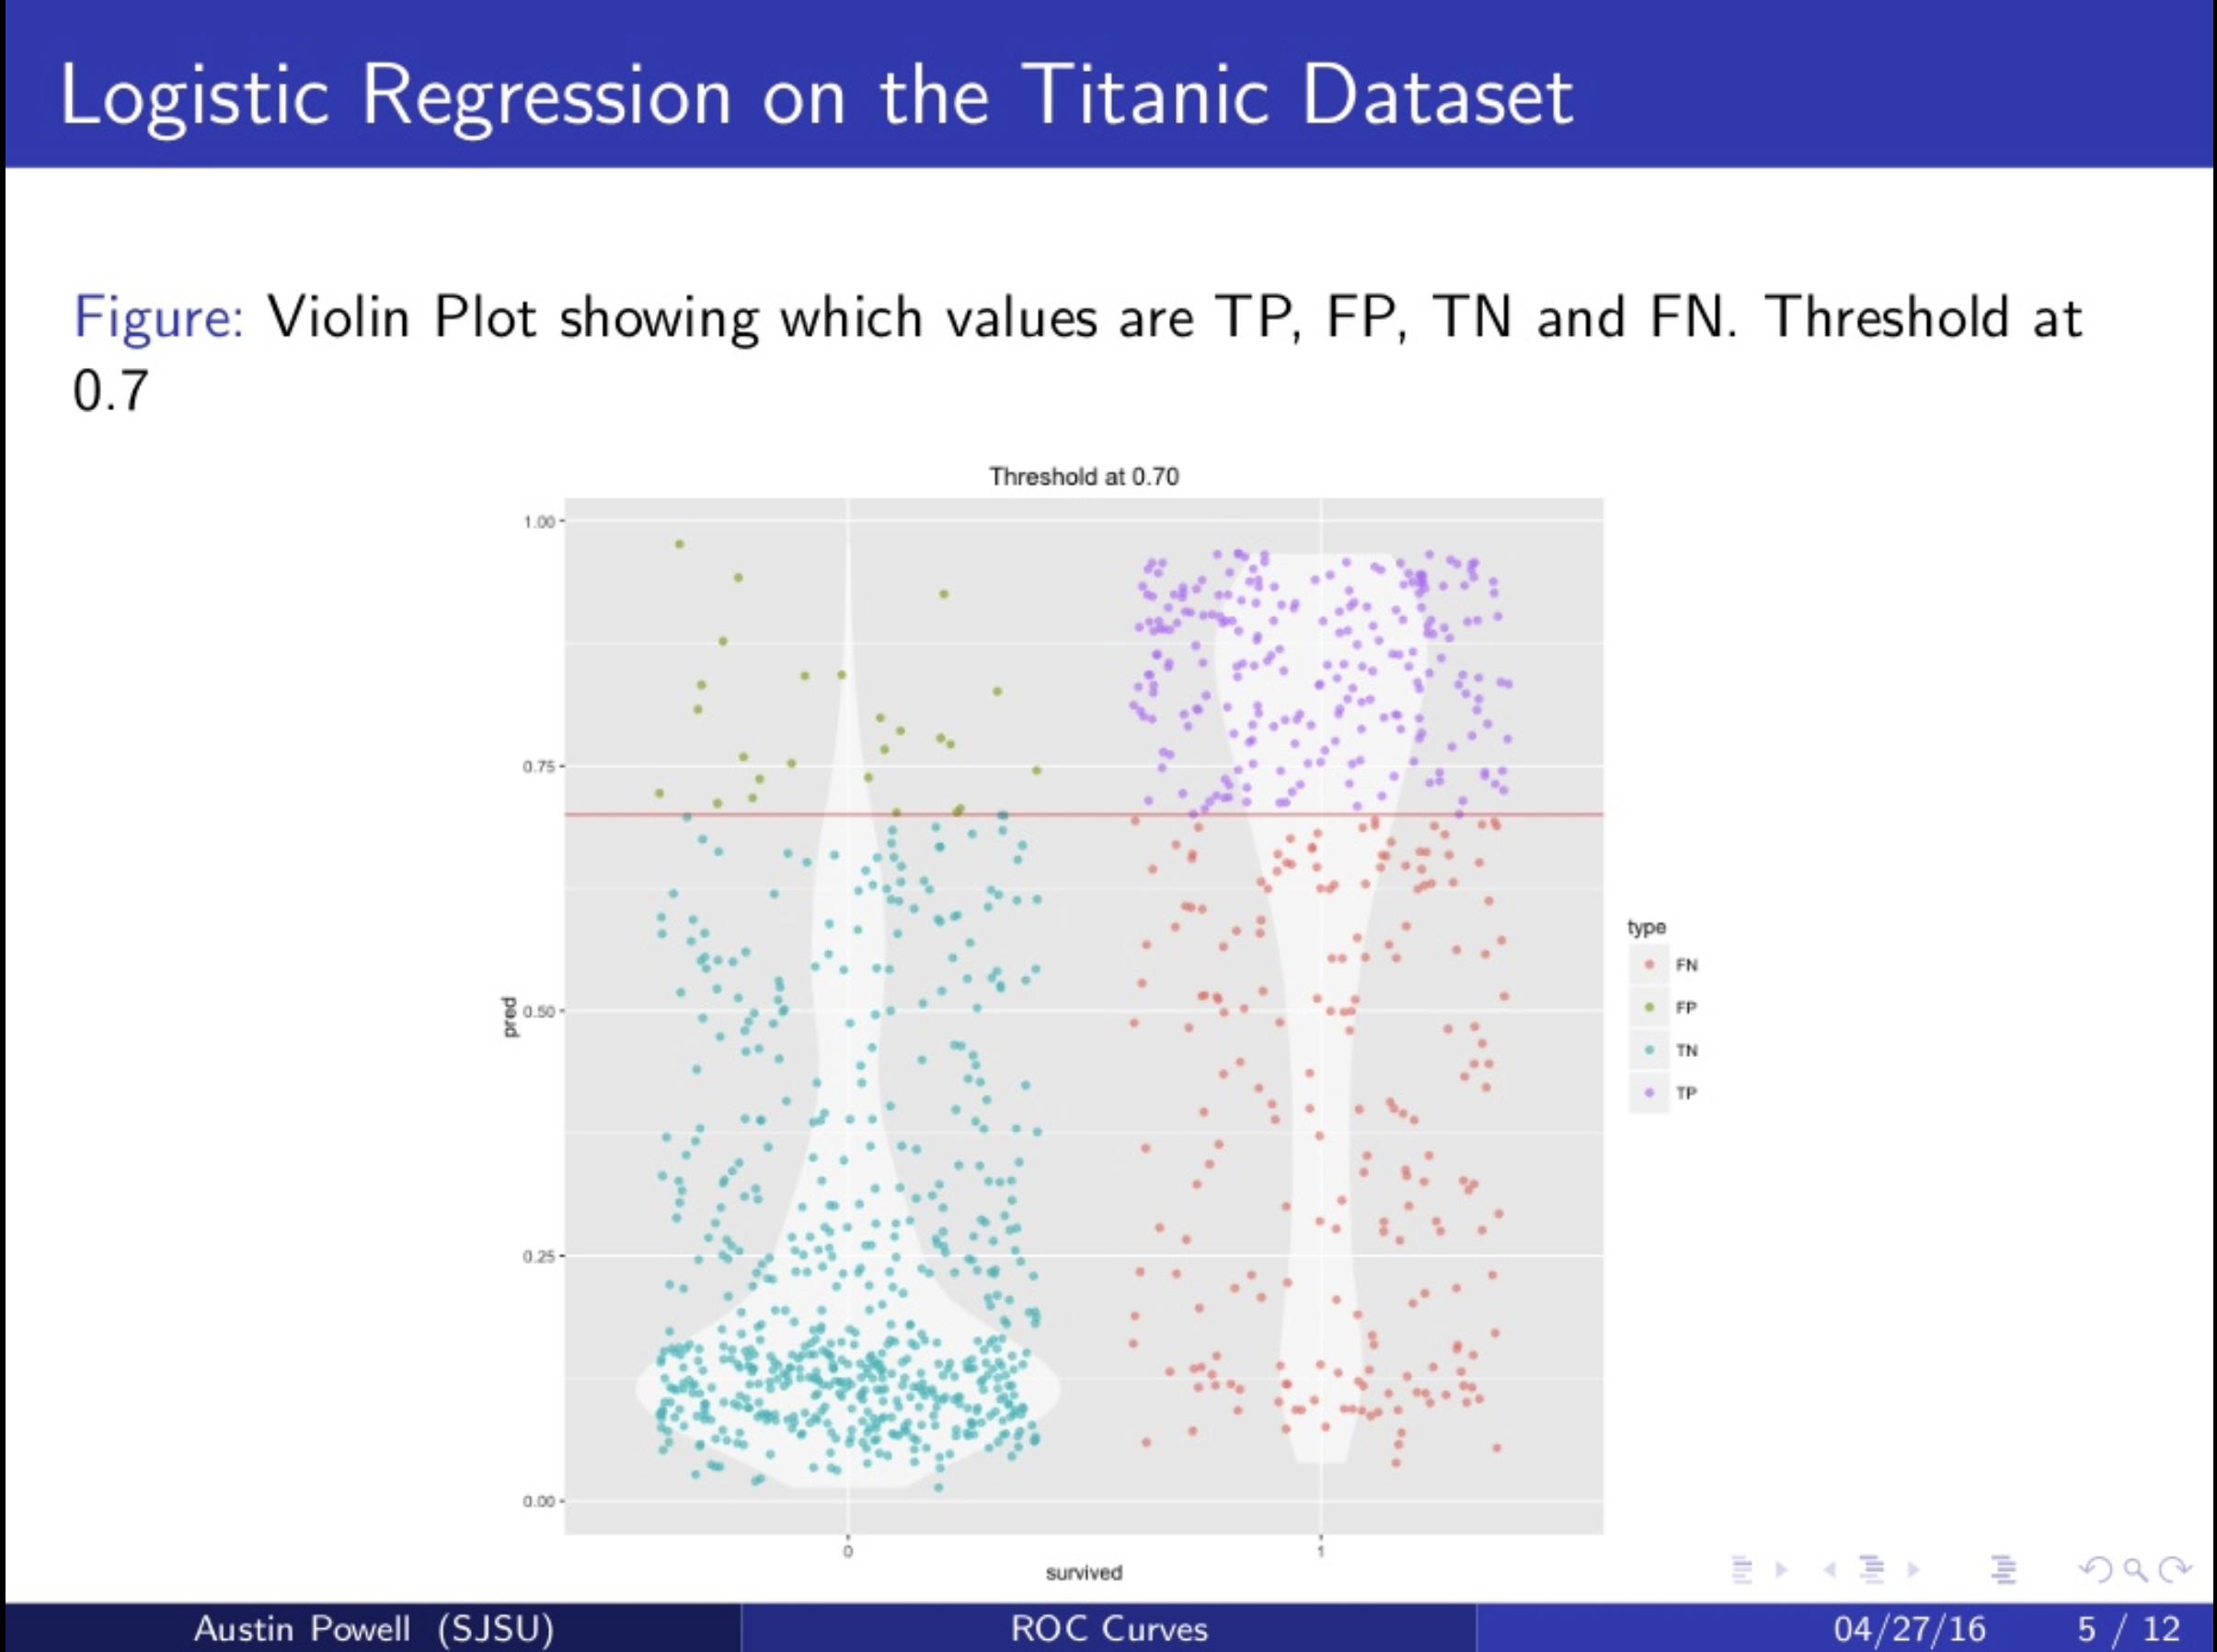 Logistic Regression on the Titanic Dataset
Figure: Violin Plot showing which values are TP, FP, TN and FN. Threshold at
0.7
Threshold at 0.70
1.00
0.75
0.50
0.25
0.00
pred
0
1
survived
type
FN
FP
TN
TP
Austin Powell (SJSU)
ROC Curves
04/27/16
5 / 12